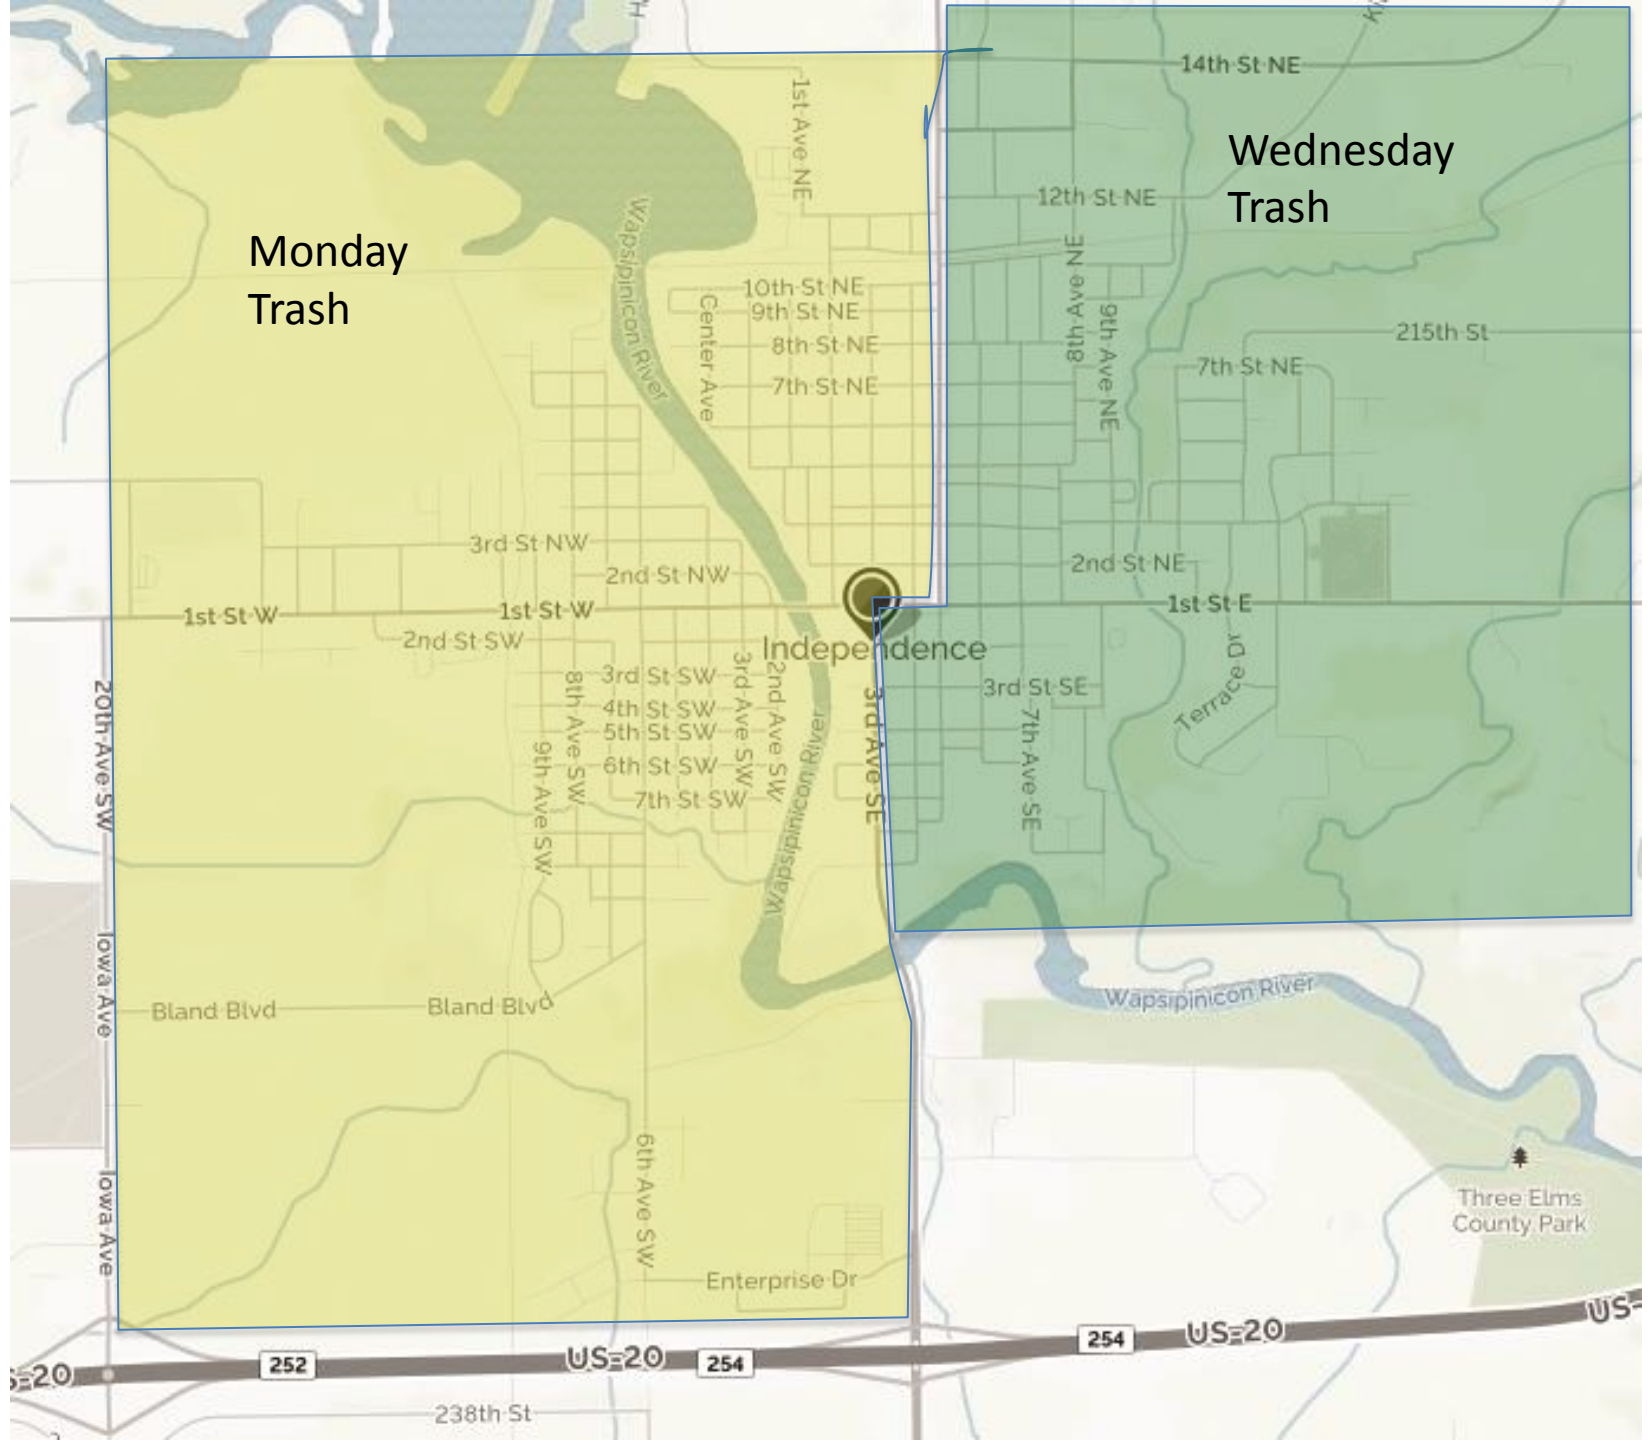 14th St NE
1st Ave NE
Wednesday
Trash
12th St NE
Monday
Trash
Wapsipinicon River
8th Ave NE
10th St NE
9th St NE
Center Ave
9th Ave NE
215th St
8th St NE
7th St NE
7th St NE
3rd St NW
2nd St NW
2nd St NE
1st St W
1st St W
1st St E
2nd St SW
Independence
Terrace Dr
3rd St SW
3rd Ave SW
2nd Ave SW
8th Ave SW
3rd Ave SE
3rd St SE
20th Ave SW
4th St SW
7th Ave SE
5th St SW
Wapsipinicon River
6th St SW
9th Ave SW
7th St SW
Iowa Ave
Wapsipinicon River
Bland Blvd
Bland Blvd
6th Ave SW
Iowa Ave
Three Elms
County Park
Enterprise Dr
US-
US-20
254
US-20
254
252
S-20
238th St